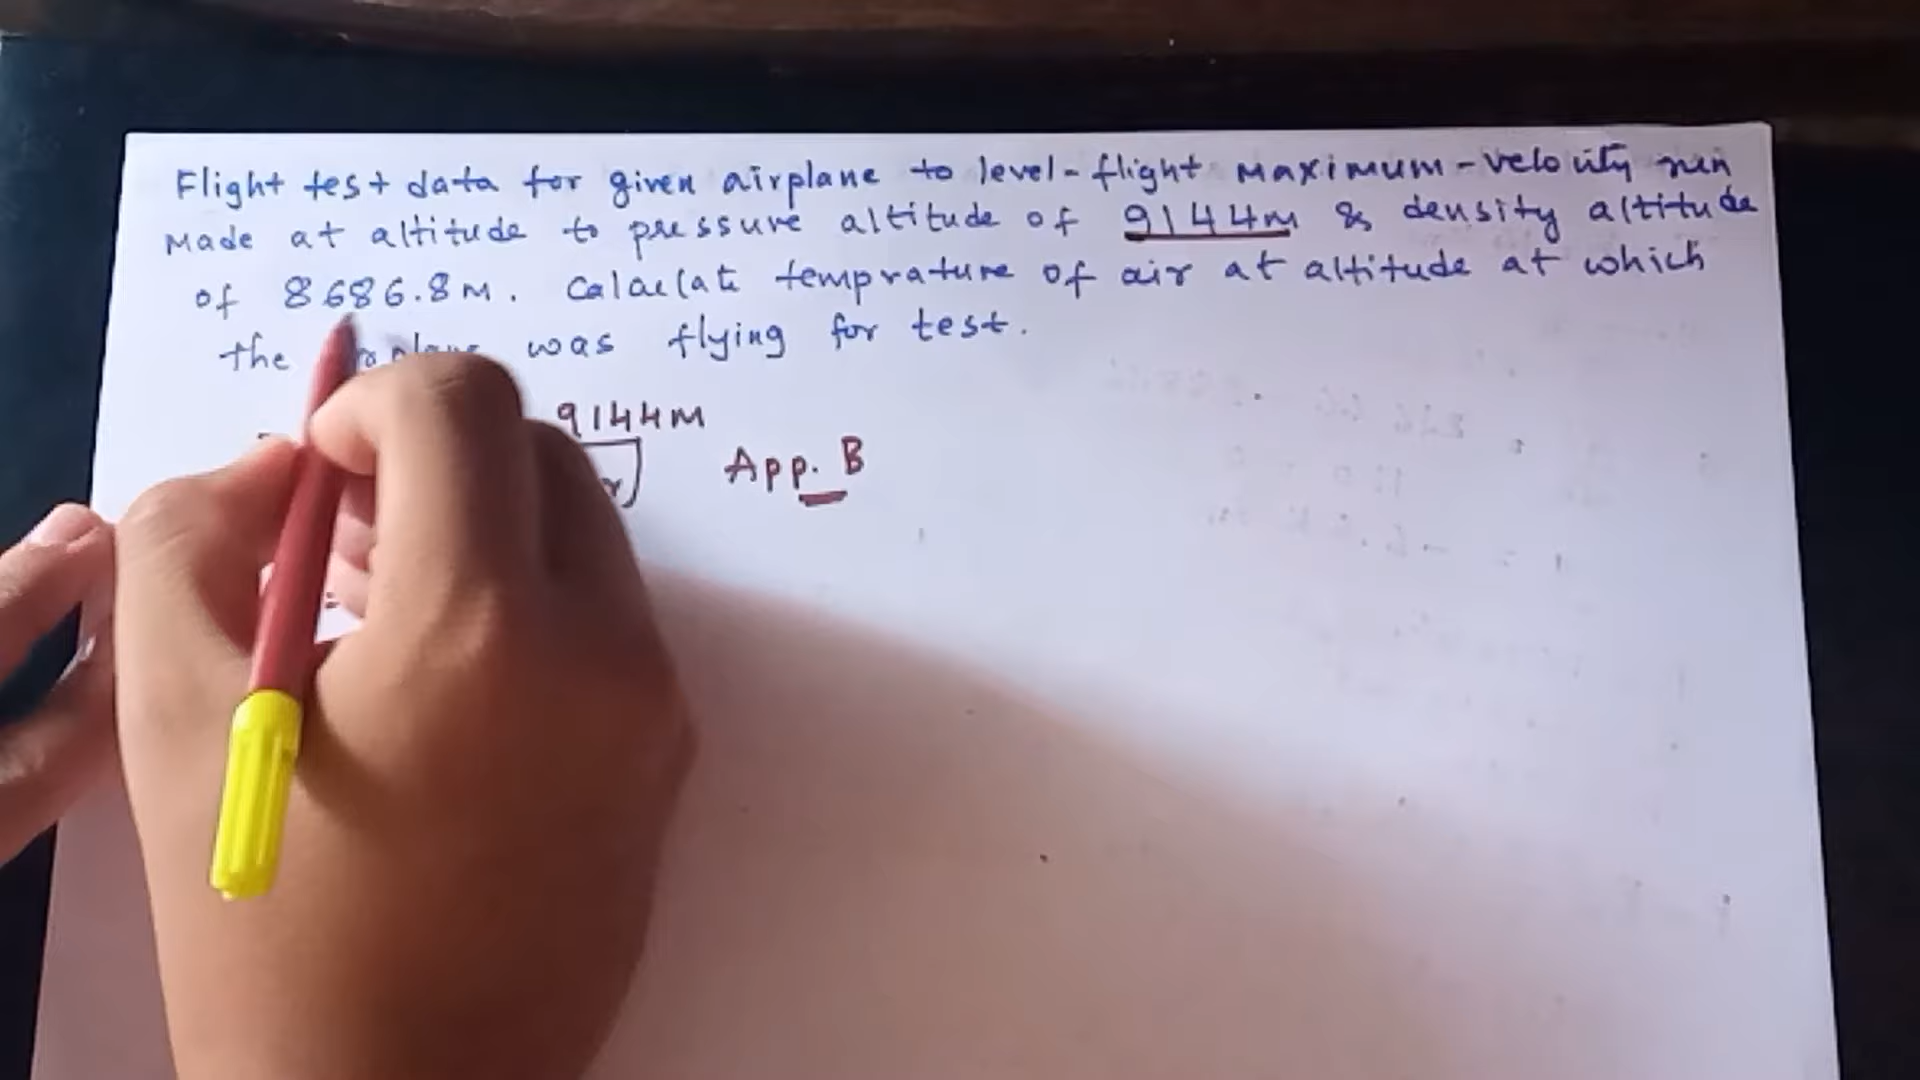 Flight test data for given airplane to level-flight maximum-velocity run
Made at altitude to pressure altitude of 9144m & density altitude
of 8686.8m. Calaclate temprature of air at altitude at which
the was flying for test.
9144m
App. B